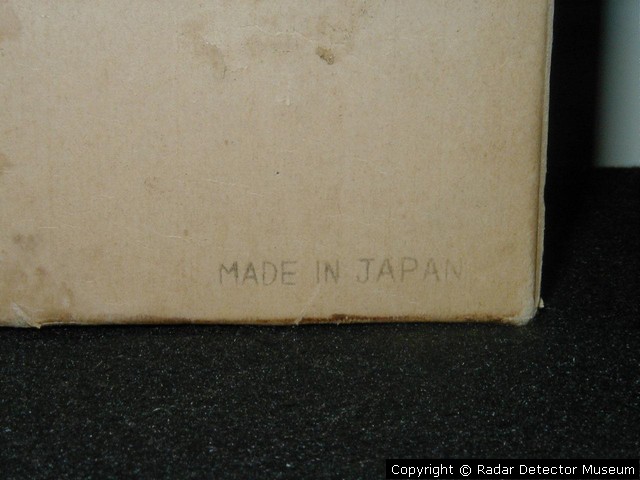 MADE IN JAPAN
Copyright © Radar Detector Museum